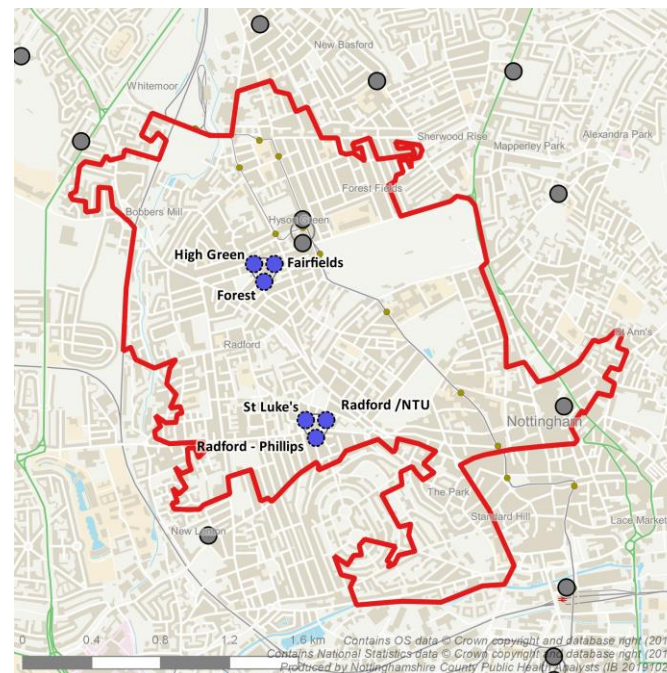 New Basford
Whitemoor
Sherwood Rise
Mapperley Park
Alexandra Park
Forest Fields
Bobbers Mill
Hyson Green
High Green
Fairfields
Forest
Radford
St Ann's
St Luke's
Radford /NTU
Nottingham
Radford - Phillips
The Park
Standard Hill
Lace Market
New Lenton
0 0.4 0.8 1.2 1.6 km
Contains OS data © Crown copyright and database right (201
Contains National Statistics data © Crown copyright and database right (201
Produced by Nottinghamshire County Public Health Analysts (IB 201910